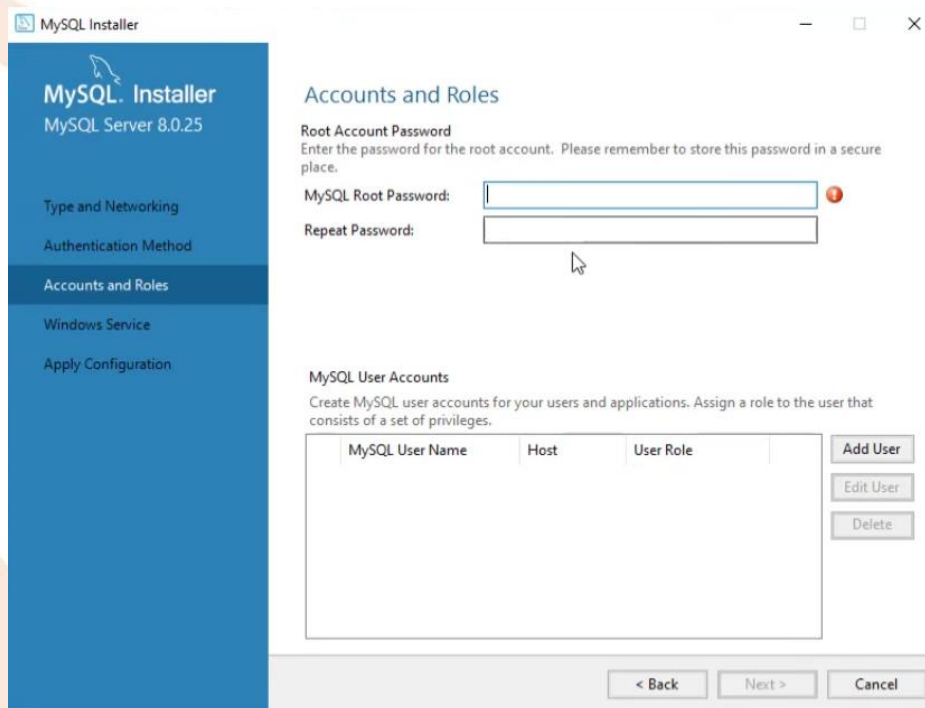 MySQL Installer
MySQL. Installer
MySQL Server 8.0.25
Type and Networking
Authentication Method
Accounts and Roles
Windows Service
Apply Configuration
Accounts and Roles
Root Account Password
Enter the password for the root account. Please remember to store this password in a secure
place.
MySQL Root Password:
Repeat Password:
MySQL User Accounts
Create MySQL user accounts for your users and applications. Assign a role to the user that
consists of a set of privileges.
MySQL User Name Host User Role
Add User
Edit User
Delete
< Back Next > Cancel